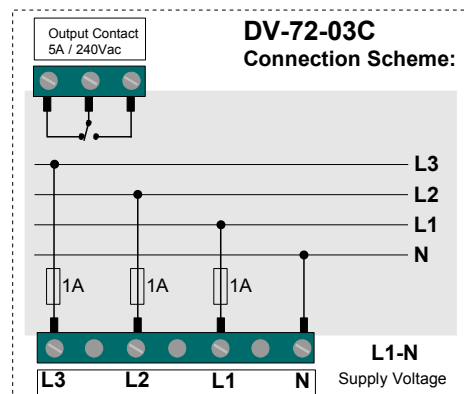 Output Contact
5A / 240Vac
DV-72-03C
Connection Scheme:
L3
L2
L1
N
1A
1A
1A
L3
L2
L1
N
L1-N
Supply Voltage